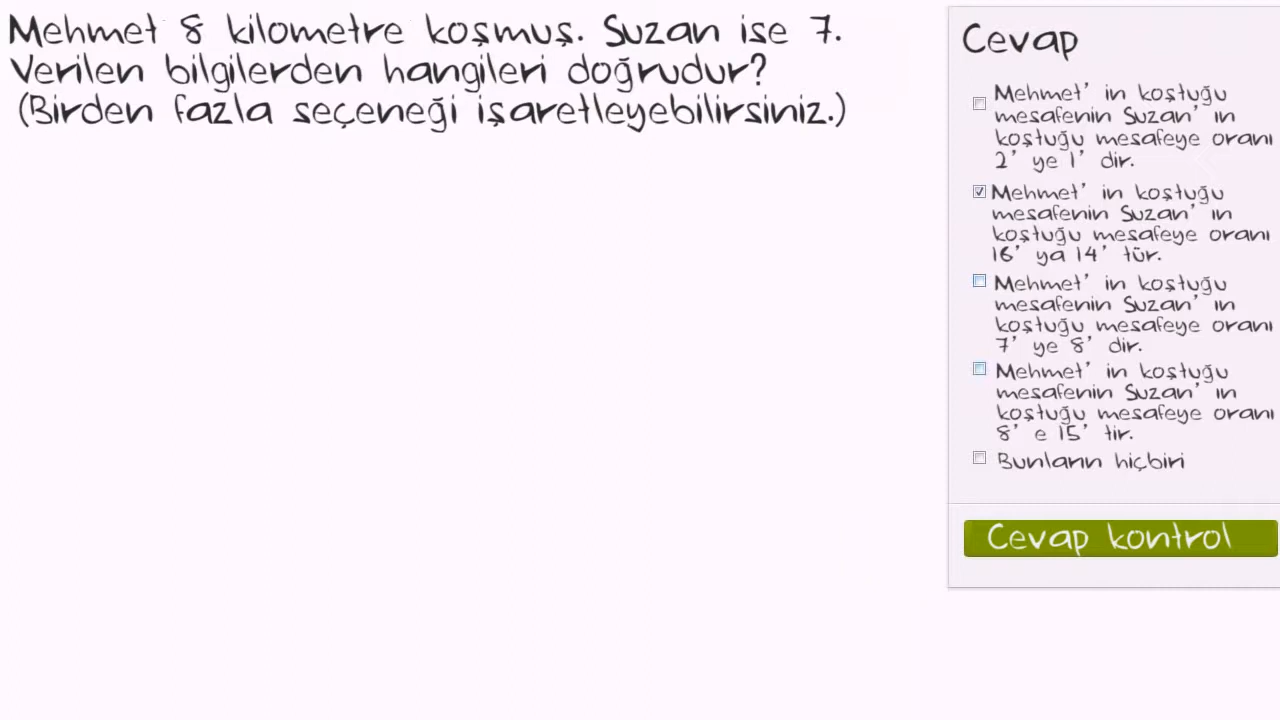 Mehmet 8 kilometre koşmuş. Suzan ise 7.
Verilen bilgilerden hangileri doğrudur?
(Birden fazla seçeneği işaretleyebilirsiniz.)
Cevap
Mehmet' in koştuğu
mesafenin Suzan' ın
koştuğu mesafeye oranı
2' ye 1' dir.
Mehmet' in koştuğu
mesafenin Suzan' ın
koştuğu mesafeye oranı
16' ya 14' tür.
Mehmet' in koştuğu
mesafenin Suzan' ın
koştuğu mesafeye oranı
7' ye 8' dir.
Mehmet' in koştuğu
mesafenin Suzan' ın
koştuğu mesafeye oranı
8' e 15' tir.
Bunların hiçbiri
Cevap kontrol